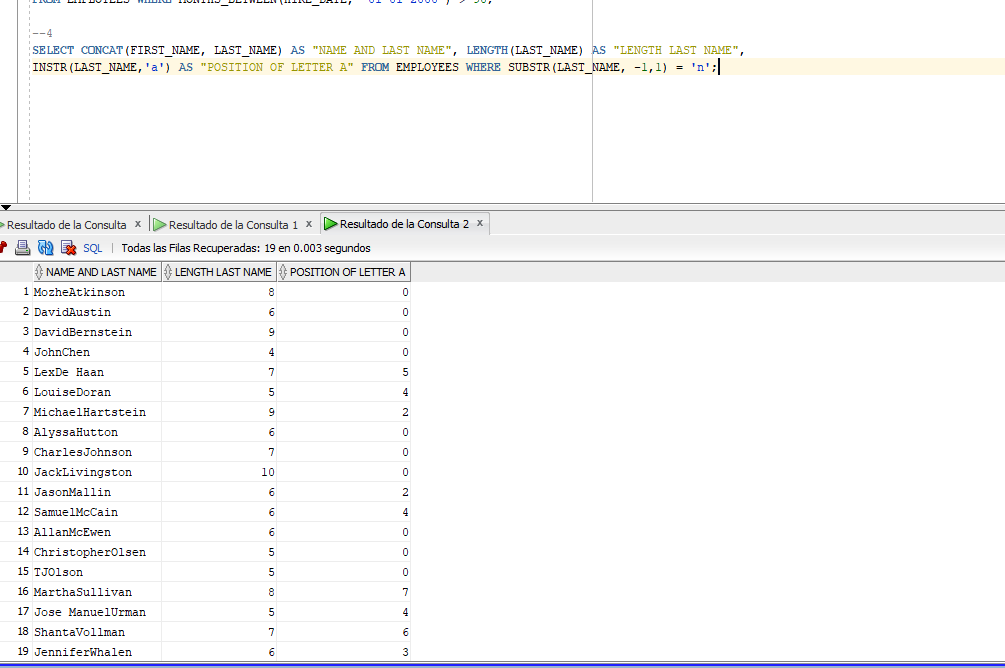 FROM EMPLOYEES WHERE MONTHS_BETWEEN(HIRE_DATE, '01-01-2000') > 90;
--4
SELECT CONCAT(FIRST_NAME, LAST_NAME) AS "NAME AND LAST NAME", LENGTH(LAST_NAME) AS "LENGTH LAST NAME",
INSTR(LAST_NAME,'a') AS "POSITION OF LETTER A" FROM EMPLOYEES WHERE SUBSTR(LAST_NAME, -1,1) = 'n';
Resultado de la Consulta x Resultado de la Consulta 1 x Resultado de la Consulta 2 x
SQL | Todas las Filas Recuperadas: 19 en 0.003 segundos
NAME AND LAST NAME LENGTH LAST NAME POSITION OF LETTER A
1 MozheAtkinson 8 0
2 DavidAustin 6 0
3 DavidBernstein 9 0
4 JohnChen 4 0
5 LexDe Haan 7 5
6 LouiseDoran 5 4
7 MichaelHartstein 9 2
8 AlyssaHutton 6 0
9 CharlesJohnson 7 0
10 JackLivingston 10 0
11 JasonMallin 6 2
12 SamuelMcCain 6 4
13 AllanMcEwen 6 0
14 ChristopherOlsen 5 0
15 TJOlson 5 0
16 MarthaSullivan 8 7
17 Jose ManuelUrman 5 4
18 ShantaVollman 7 6
19 JenniferWhalen 6 3